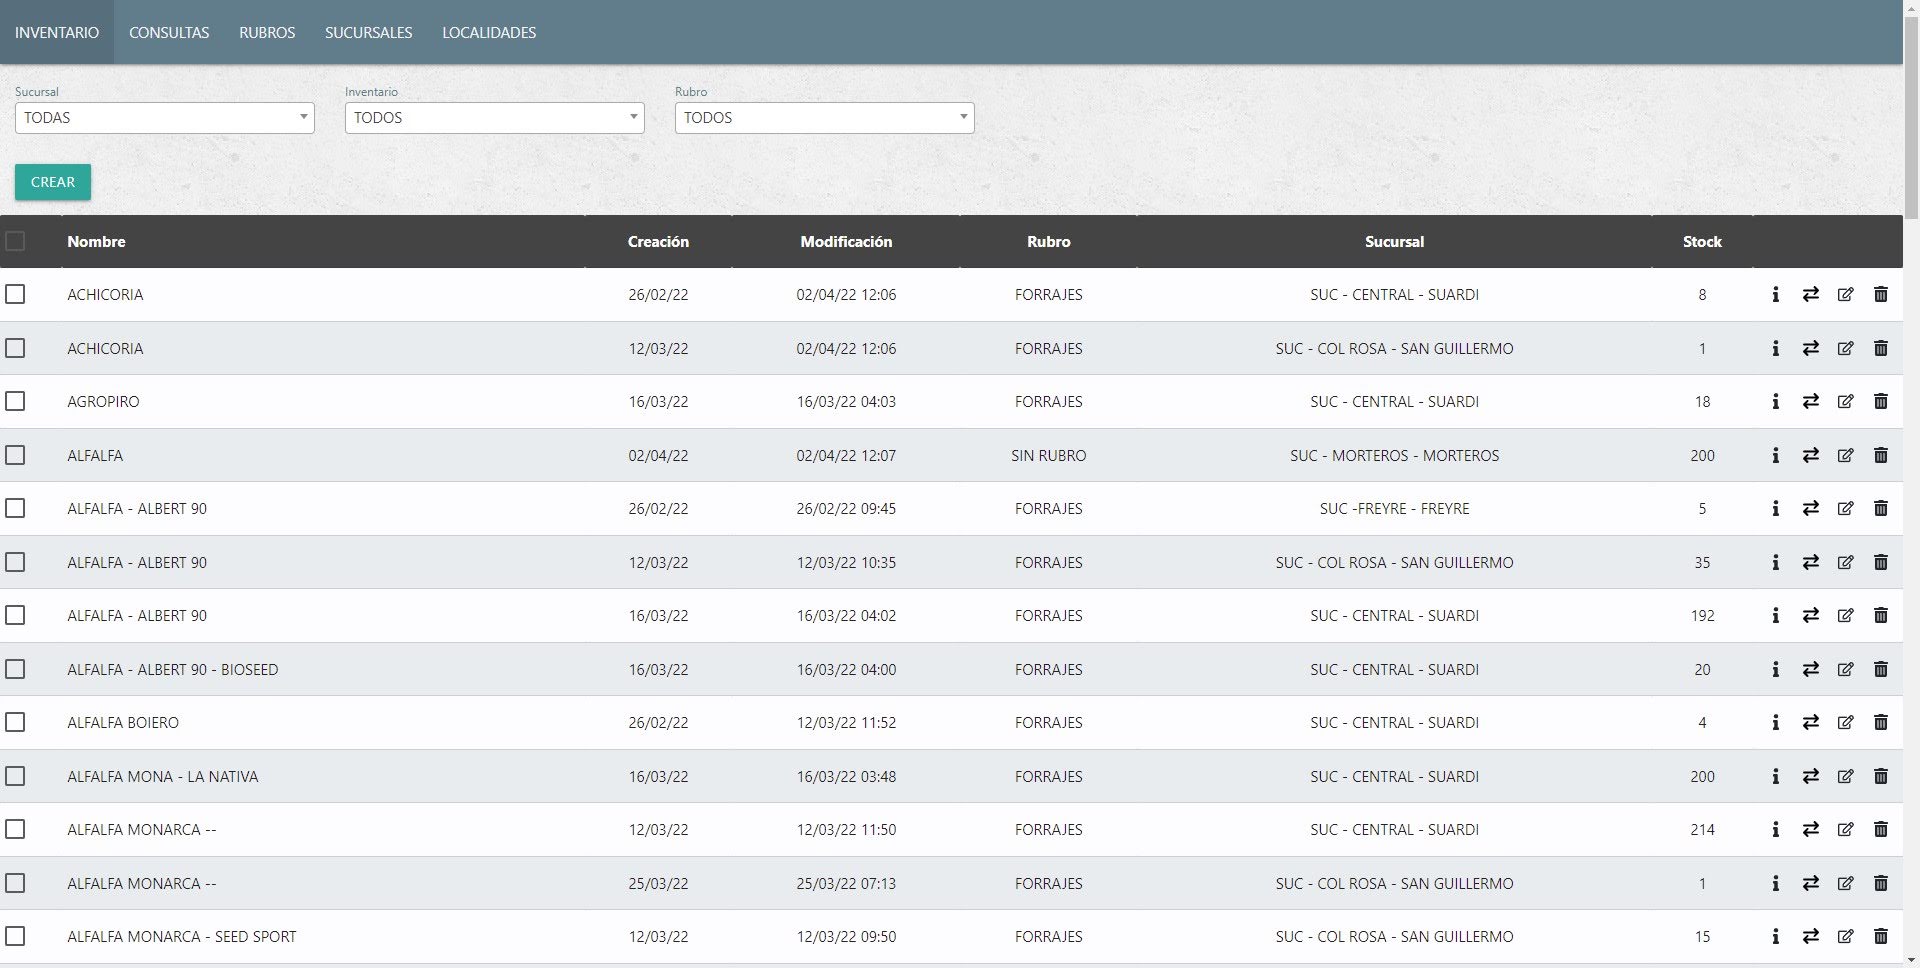 INVENTARIO CONSULTAS RUBROS SUCURSALES LOCALIDADES
Sucursal Inventario Rubro
TODAS TODOS TODOS
CREAR
Nombre Creación Modificación Rubro Sucursal Stock
ACHICORIA 26/02/22 02/04/22 12:06 FORRAJES SUC - CENTRAL - SUARDI 8
ACHICORIA 12/03/22 02/04/22 12:06 FORRAJES SUC - COL ROSA - SAN GUILLERMO 1
AGROPIRO 16/03/22 16/03/22 04:03 FORRAJES SUC - CENTRAL - SUARDI 18
ALFALFA 02/04/22 02/04/22 12:07 SIN RUBRO SUC - MORTEROS - MORTEROS 200
ALFALFA - ALBERT 90 26/02/22 26/02/22 09:45 FORRAJES SUC -FREYRE - FREYRE 5
ALFALFA - ALBERT 90 12/03/22 12/03/22 10:35 FORRAJES SUC - COL ROSA - SAN GUILLERMO 35
ALFALFA - ALBERT 90 16/03/22 16/03/22 04:02 FORRAJES SUC - CENTRAL - SUARDI 192
ALFALFA - ALBERT 90 - BIOSEED 16/03/22 16/03/22 04:00 FORRAJES SUC - CENTRAL - SUARDI 20
ALFALFA BOIERO 26/02/22 12/03/22 11:52 FORRAJES SUC - CENTRAL - SUARDI 4
ALFALFA MONA - LA NATIVA 16/03/22 16/03/22 03:48 FORRAJES SUC - CENTRAL - SUARDI 200
ALFALFA MONARCA -- 12/03/22 12/03/22 11:50 FORRAJES SUC - CENTRAL - SUARDI 214
ALFALFA MONARCA -- 25/03/22 25/03/22 07:13 FORRAJES SUC - COL ROSA - SAN GUILLERMO 1
ALFALFA MONARCA - SEED SPORT 12/03/22 12/03/22 09:50 FORRAJES SUC - COL ROSA - SAN GUILLERMO 15